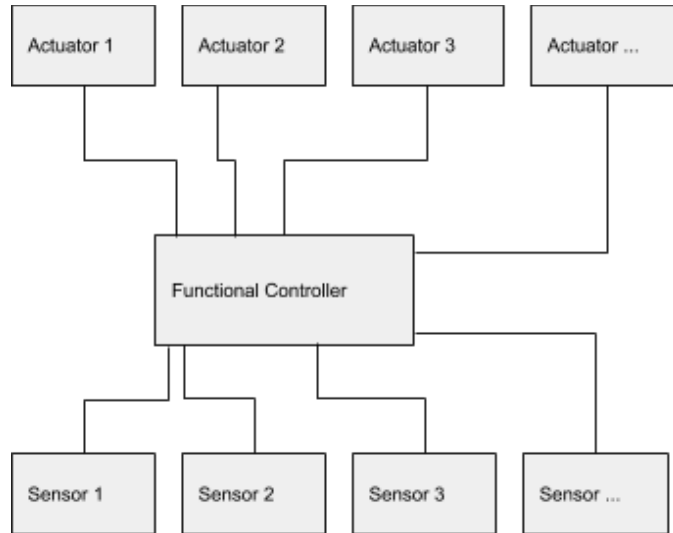 Actuator 1
Actuator 2
Actuator 3
Actuator ...
Functional Controller
Sensor 1
Sensor 2
Sensor 3
Sensor ...